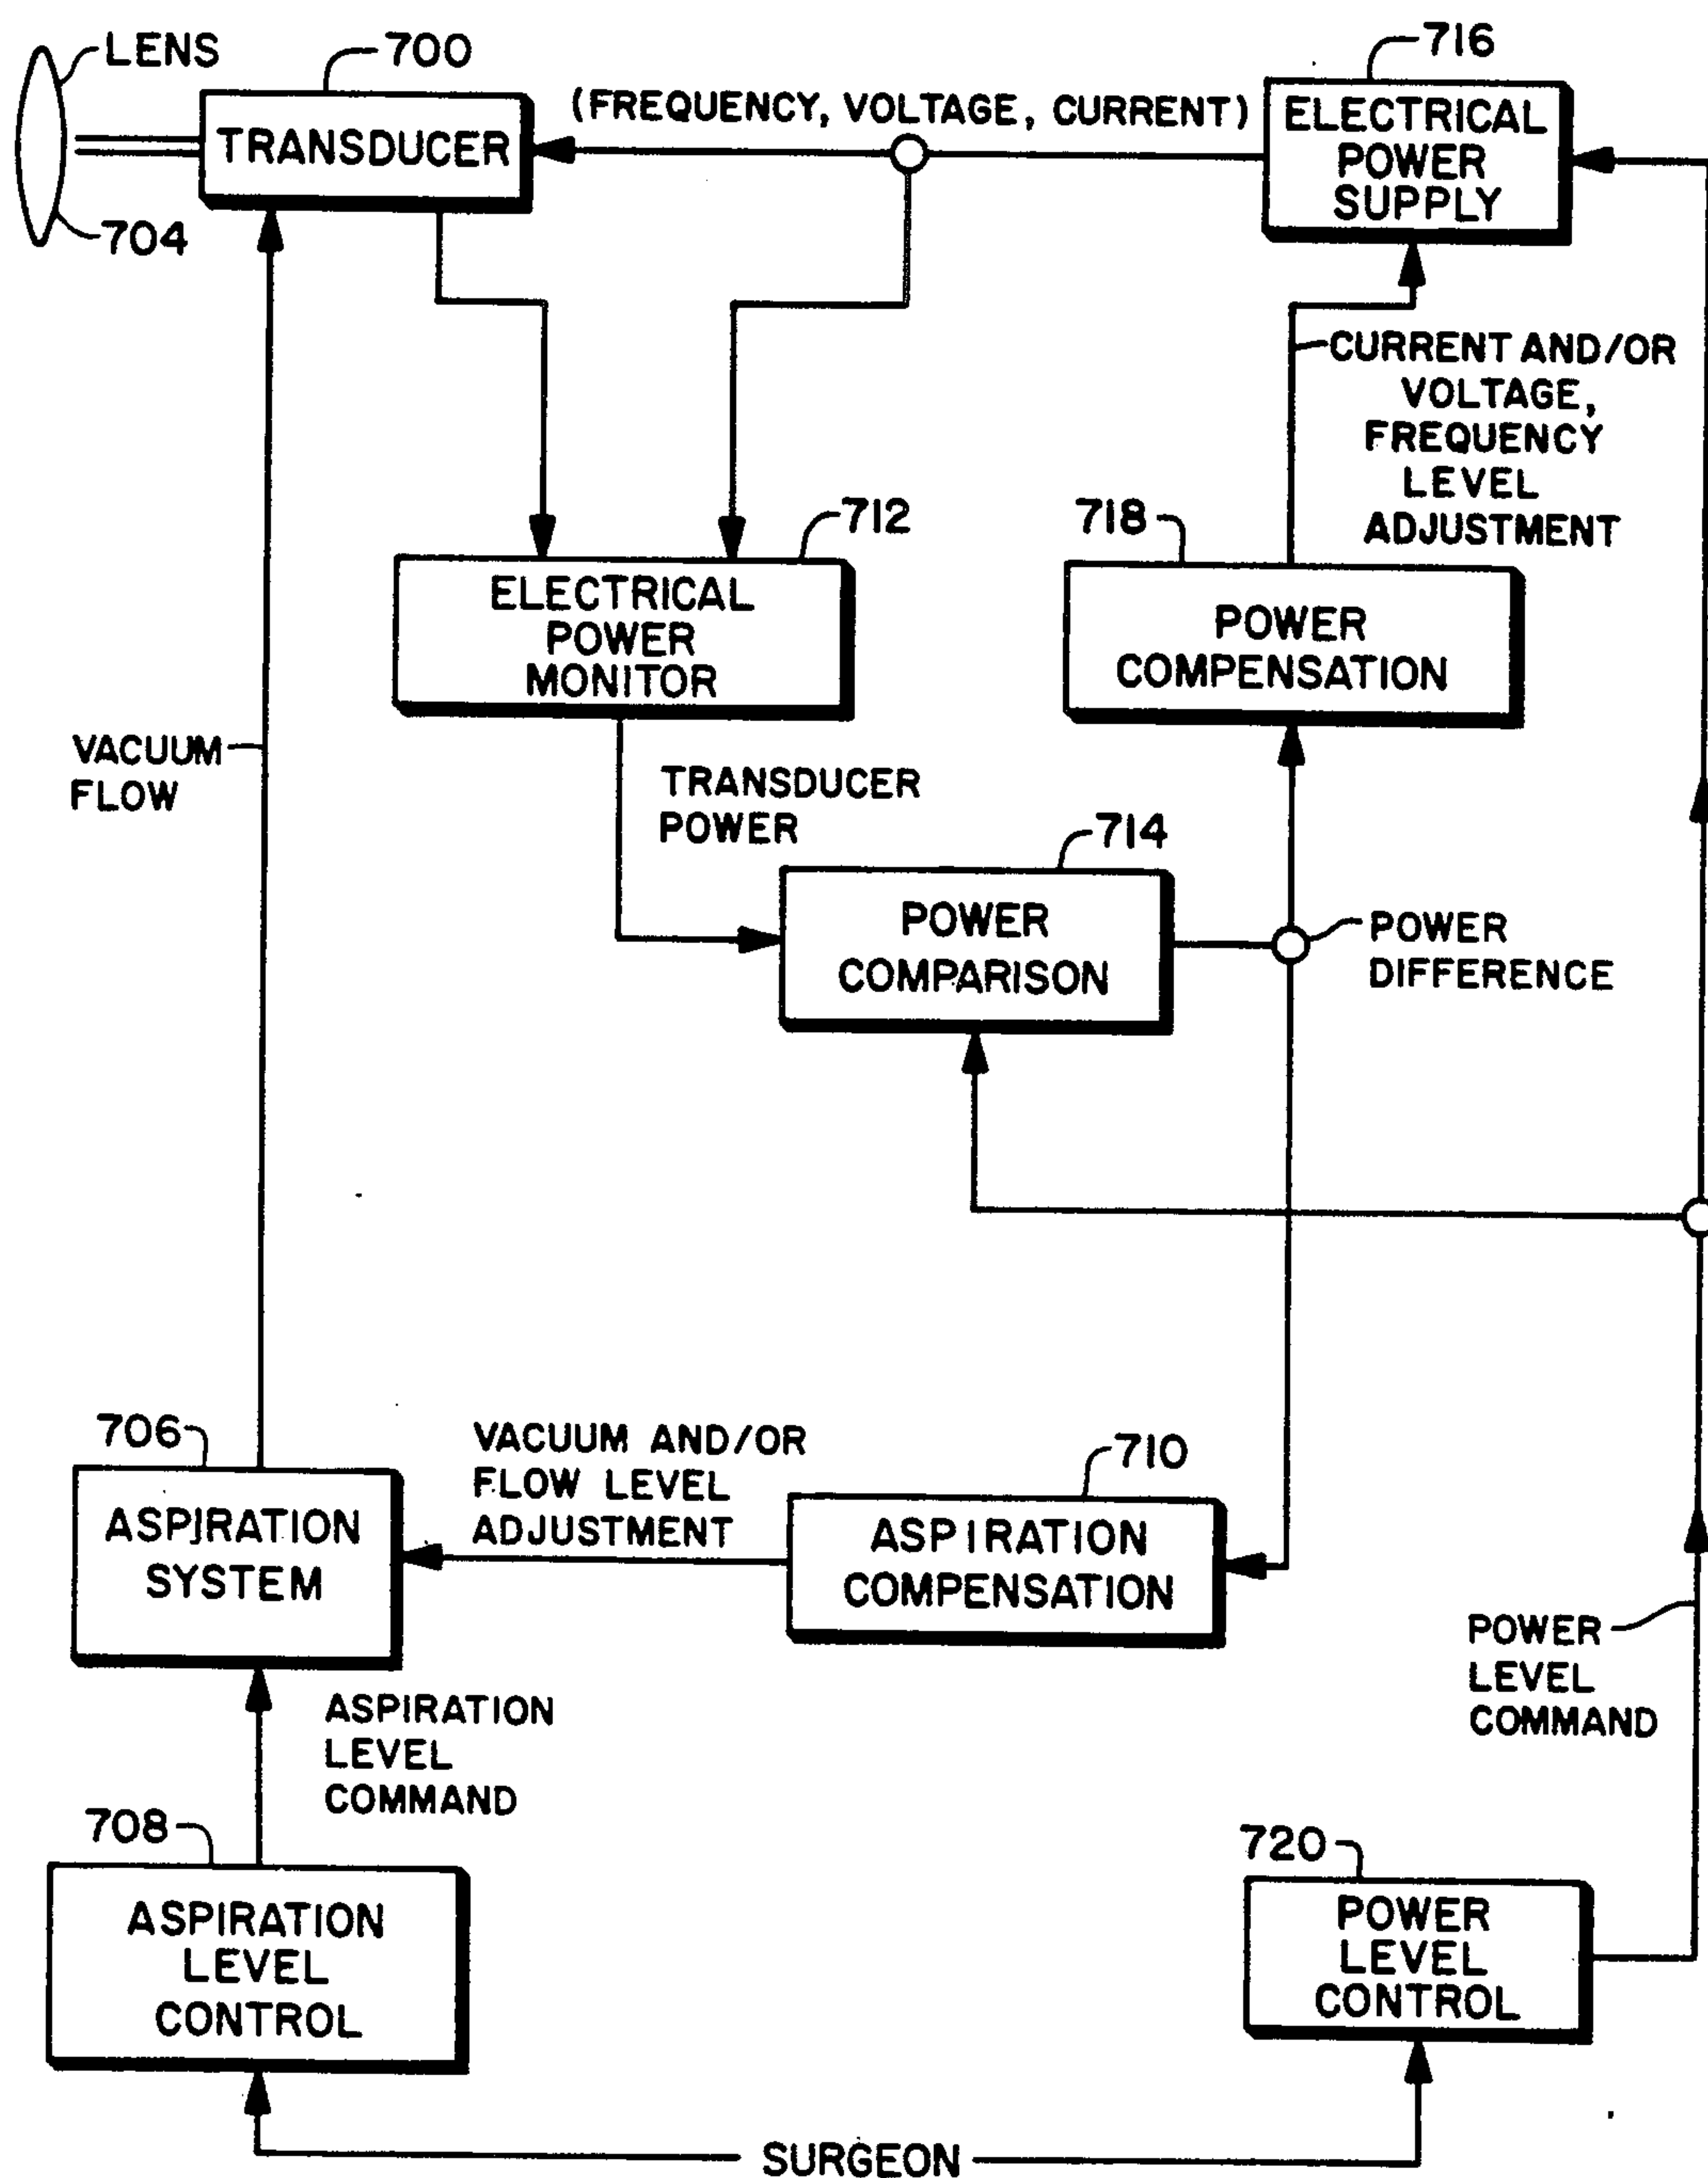 LENS
700
716
TRANSDUCER
(FREQUENCY, VOLTAGE, CURRENT)
ELECTRICAL
POWER
SUPPLY
704
CURRENT AND/OR
VOLTAGE,
FREQUENCY
LEVEL
ADJUSTMENT
712
718
ELECTRICAL
POWER
MONITOR
POWER
COMPENSATION
VACUUM
FLOW
TRANSDUCER
POWER
714
POWER
COMPARISON
POWER
DIFFERENCE
706
VACUUM AND/OR
FLOW LEVEL
ADJUSTMENT
710
ASPIRATION
SYSTEM
ASPIRATION
COMPENSATION
POWER
LEVEL
COMMAND
ASPIRATION
LEVEL
COMMAND
708
720
ASPIRATION
LEVEL
CONTROL
POWER
LEVEL
CONTROL
SURGEON